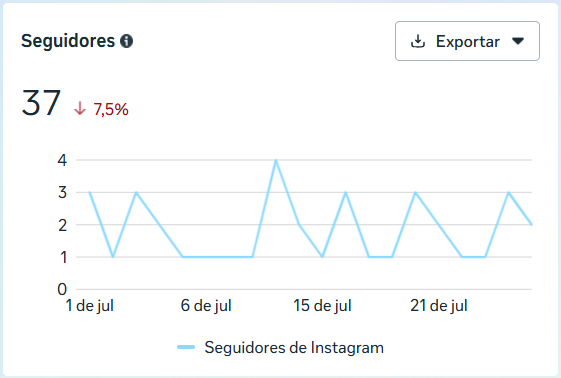 Seguidores
Exportar
37 ↓ 7,5%
4
3
2
1
0
1 de jul 6 de jul 15 de jul 21 de jul
Seguidores de Instagram